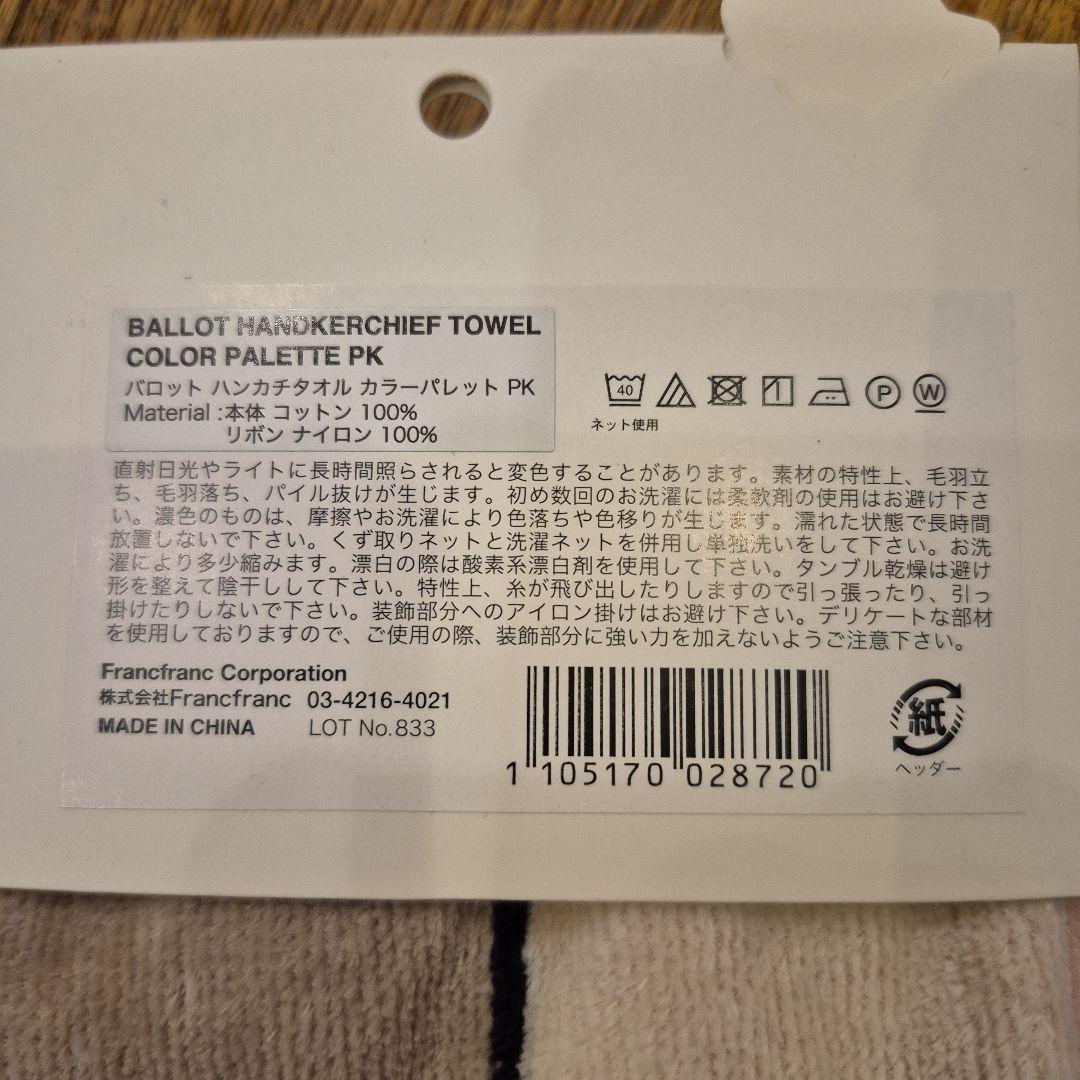 BALLOT HANDKERCHIEF TOWEL
COLOR PALETTE PK
バロット ハンカチタオル カラーパレット PK
Material :本体 コットン 100%
リボン ナイロン 100%
40
P
W
ネット使用
直射日光やライトに長時間照らされると変色することがあります。素材の特性上、毛羽立
ち、毛羽落ち、パイル抜けが生じます。初め数回のお洗濯には柔軟剤の使用はお避け下さ
い。濃色のものは、摩擦やお洗濯により色落ちや色移りが生じます。濡れた状態で長時間
放置しないで下さい。くず取りネットと洗濯ネットを併用し単独洗いをして下さい。お洗
濯により多少縮みます。漂白の際は酸素系漂白剤を使用して下さい。タンブル乾燥は避け
形を整えて陰干しして下さい。特性上、糸が飛び出したりしますので引っ張ったり、引っ
掛けたりしないで下さい。装飾部分へのアイロン掛けはお避け下さい。デリケートな部材
を使用しておりますので、ご使用の際、装飾部分に強い力を加えないようご注意下さい。
Francfranc Corporation
株式会社Francfranc 03-4216-4021
MADE IN CHINA LOT No.833
1 105170 028720
紙
ヘッダー